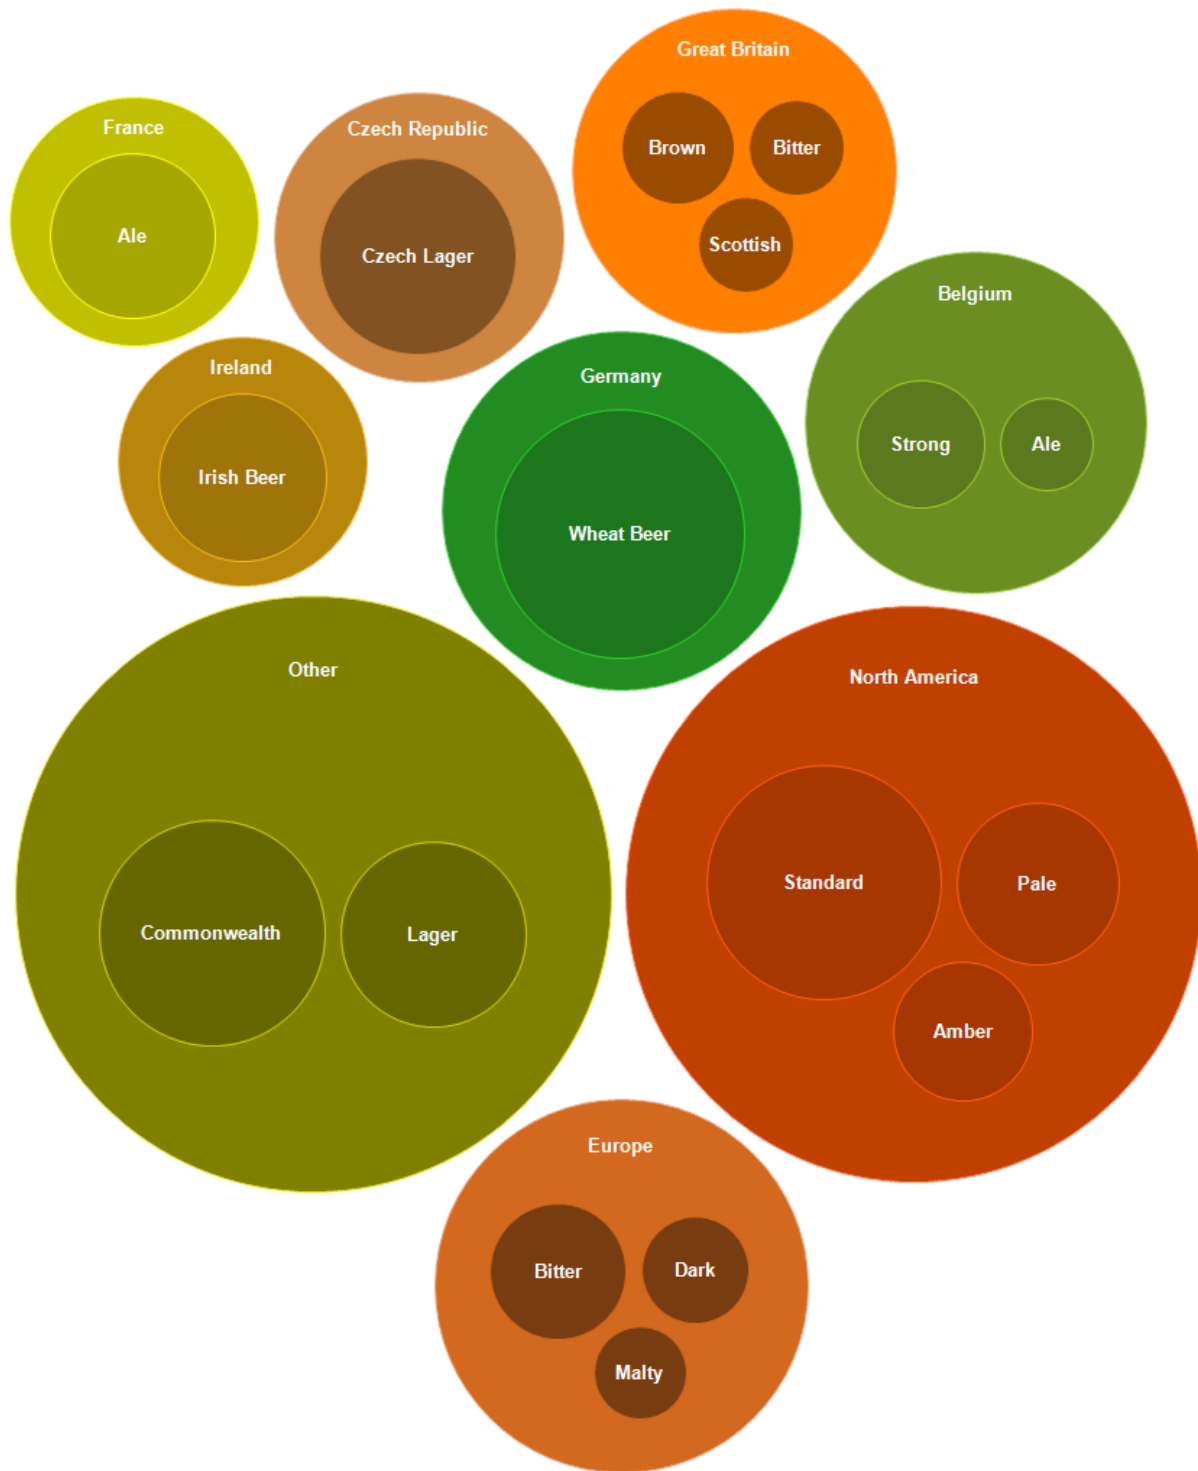 Great Britain
Brown
Bitter
Scottish
France
Ale
Czech Republic
Czech Lager
Belgium
Strong
Ale
Ireland
Irish Beer
Germany
Wheat Beer
Other
Commonwealth
Lager
North America
Standard
Pale
Amber
Europe
Bitter
Dark
Malty